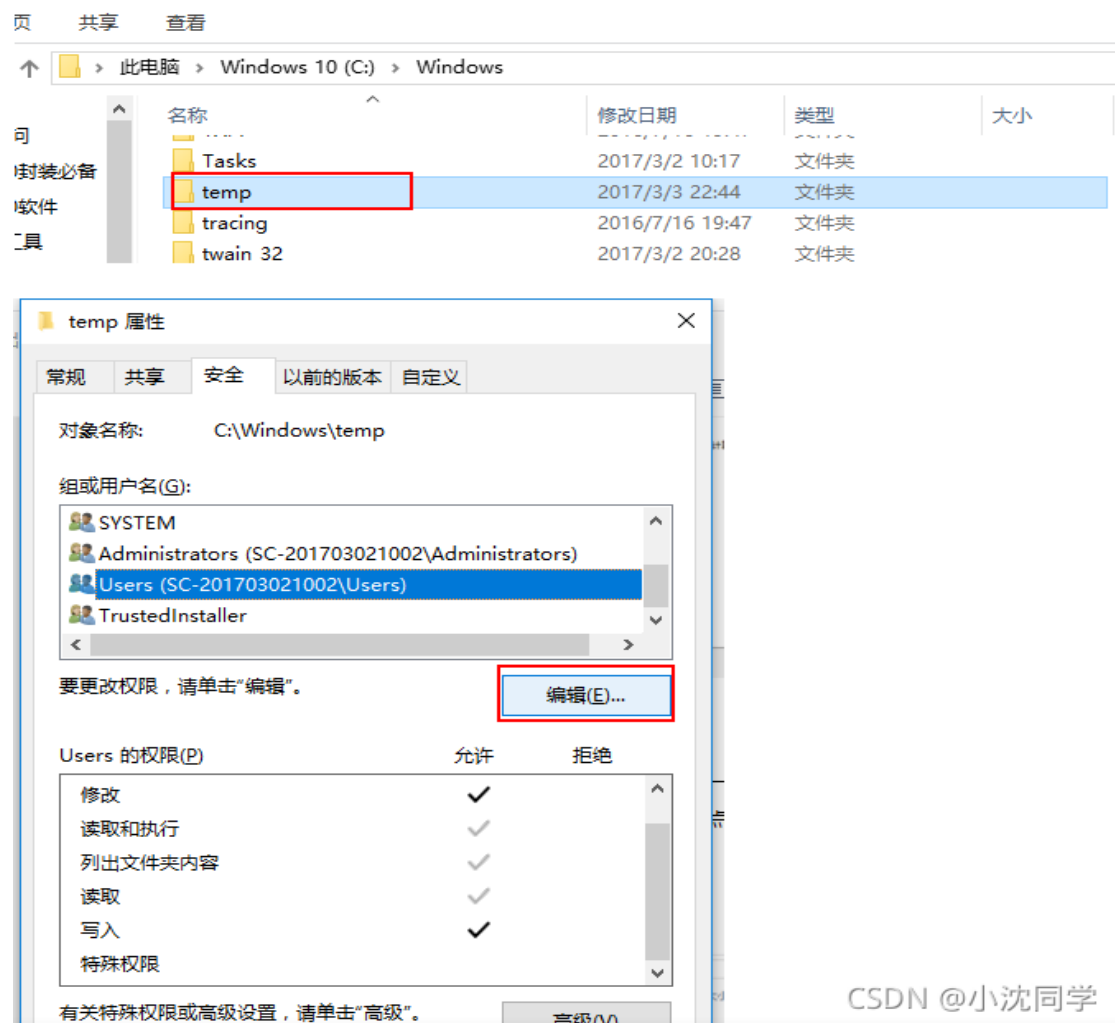 页 共享 查看
此电脑 > Windows 10 (C:) > Windows
名称 修改日期 类型 大小
问
封装必备
软件
工具
Tasks 2017/3/2 10:17 文件夹
temp 2017/3/3 22:44 文件夹
tracing 2016/7/16 19:47 文件夹
twain 32 2017/3/2 20:28 文件夹
temp 属性
常规 共享 安全 以前的版本 自定义
对象名称: C:\Windows\temp
组或用户名(G):
SYSTEM
Administrators (SC-201703021002\Administrators)
Users (SC-201703021002\Users)
TrustedInstaller
要更改权限，请单击“编辑”。
编辑(E)...
Users 的权限(P) 允许 拒绝
修改
读取和执行
列出文件夹内容
读取
写入
特殊权限
有关特殊权限或高级设置，请单击“高级”。
高级(V)
点
CSDN @小沈同学